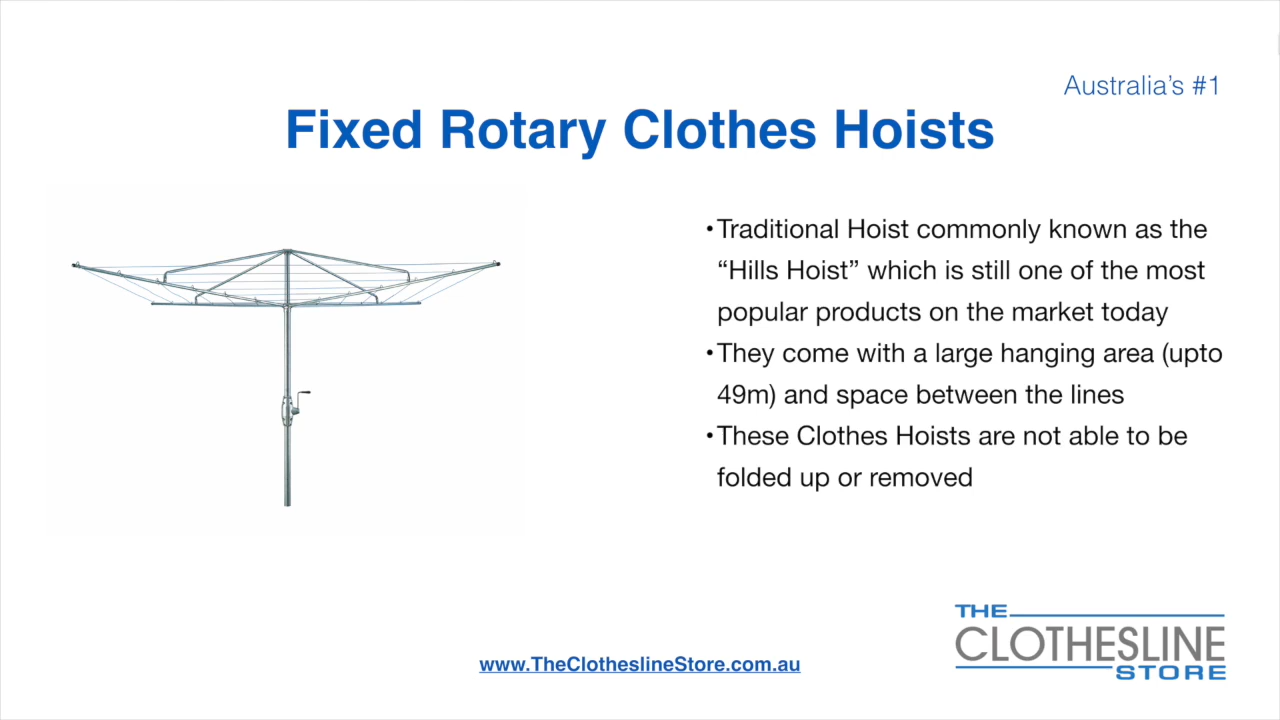 Australia's #1
Fixed Rotary Clothes Hoists
•Traditional Hoist commonly known as the
“Hills Hoist” which is still one of the most
popular products on the market today
•They come with a large hanging area (upto
49m) and space between the lines
•These Clothes Hoists are not able to be
folded up or removed
THE
CLOTHESLINE
STORE
www.TheClotheslineStore.com.au